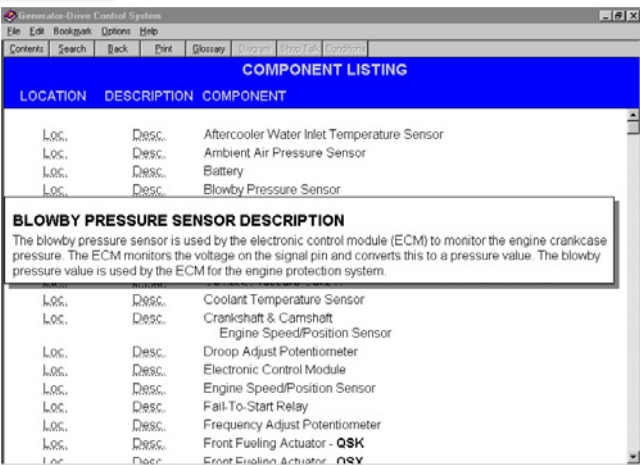 Generator-Drive Control System
File Edit Bookmark Options Help
Contents Search Back Print Glossary Diagram Shop Talk Conditions
COMPONENT LISTING
LOCATION DESCRIPTION COMPONENT
Loc. Desc. Aftercooler Water Inlet Temperature Sensor
Loc. Desc. Ambient Air Pressure Sensor
Loc. Desc. Battery
Loc. Desc. Blowby Pressure Sensor
BLOWBY PRESSURE SENSOR DESCRIPTION
The blowby pressure sensor is used by the electronic control module (ECM) to monitor the engine crankcase
pressure. The ECM monitors the voltage on the signal pin and converts this to a pressure value. The blowby
pressure value is used by the ECM for the engine protection system.
Loc. Desc. Coolant Temperature Sensor
Loc. Desc. Crankshaft & Camshaft
Engine Speed/Position Sensor
Loc. Desc. Droop Adjust Potentiometer
Loc. Desc. Electronic Control Module
Loc. Desc. Engine Speed/Position Sensor
Loc. Desc. Fail-To-Start Relay
Loc. Desc. Frequency Adjust Potentiometer
Loc. Desc. Front Fueling Actuator - QSK
Loc. Desc. Front Fueling Actuator - QSX